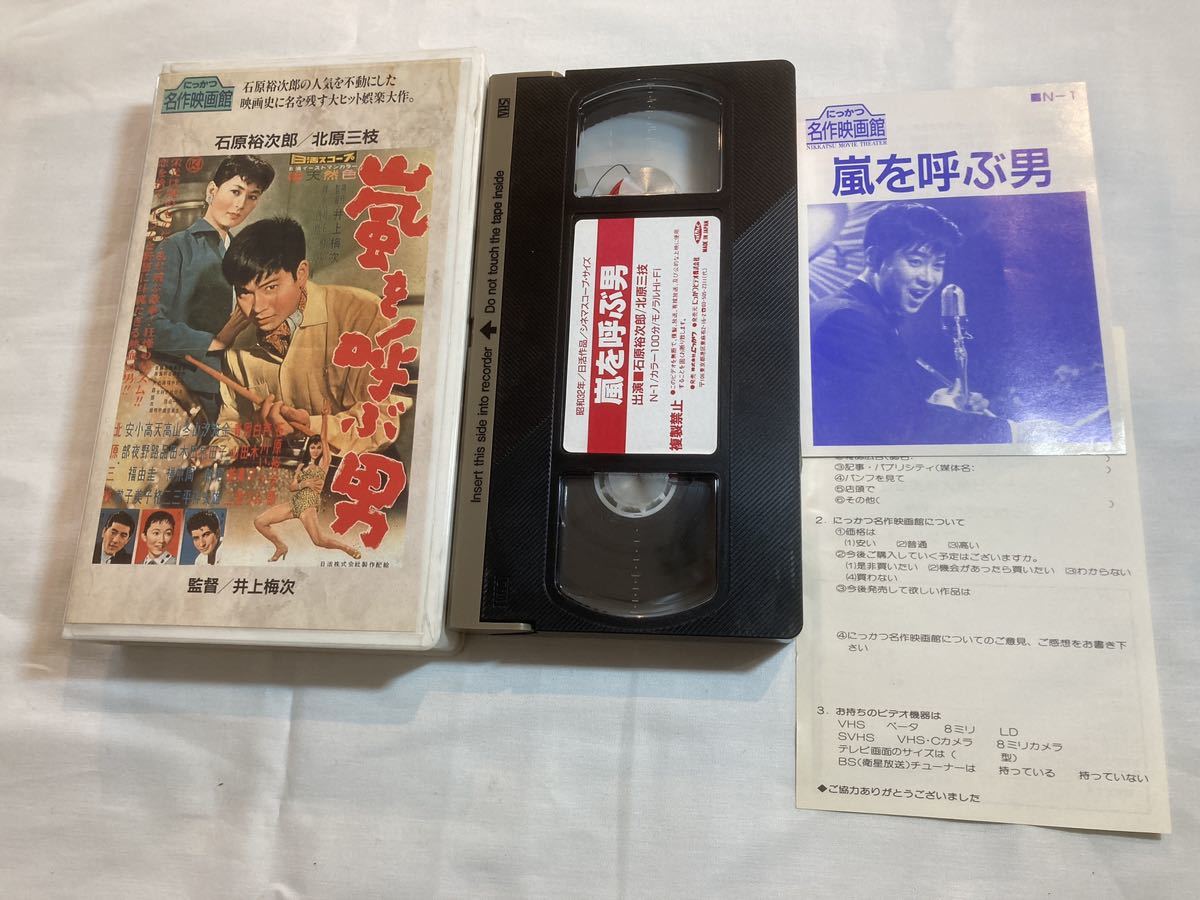 にっかつ
名作映画館
石原裕次郎の人気を不動にした
映画史に名を残す大ヒット娯楽大作。
石原裕次郎／北原三枝
日活スコープ
総天然色
井上梅次
嵐を呼ぶ男
日活株式会社製作配給
監督／井上梅次
VHS
Insert this side into recorder
Do not touch the tape inside
昭和32年／日活作品／シネマスコープ・サイズ
嵐を呼ぶ男
出演■石原裕次郎／北原三技
N-1／カラー100分／モノラルHi-Fi
複製禁止
MADE IN JAPAN
■N-1
にっかつ
名作映画館
NIKKATSU MOVIE THEATER
嵐を呼ぶ男
③記事・パブリシティ(媒体名: )
④パンフを見て
⑤店頭で
⑥その他( )
2. にっかつ名作映画館について
①価格は
(1)安い (2)普通 (3)高い
②今後ご購入していく予定はございますか。
(1)是非買いたい (2)機会があったら買いたい (3)わからない
(4)買わない
③今後発売して欲しい作品は
④にっかつ名作映画館についてのご意見、ご感想をお書き下
さい
3. お持ちのビデオ機器は
VHS ベータ 8ミリ LD
SVHS VHS・Cカメラ 8ミリカメラ
テレビ画面のサイズは( 型)
BS(衛星放送)チューナーは 持っている 持っていない
◆ご協力ありがとうございました